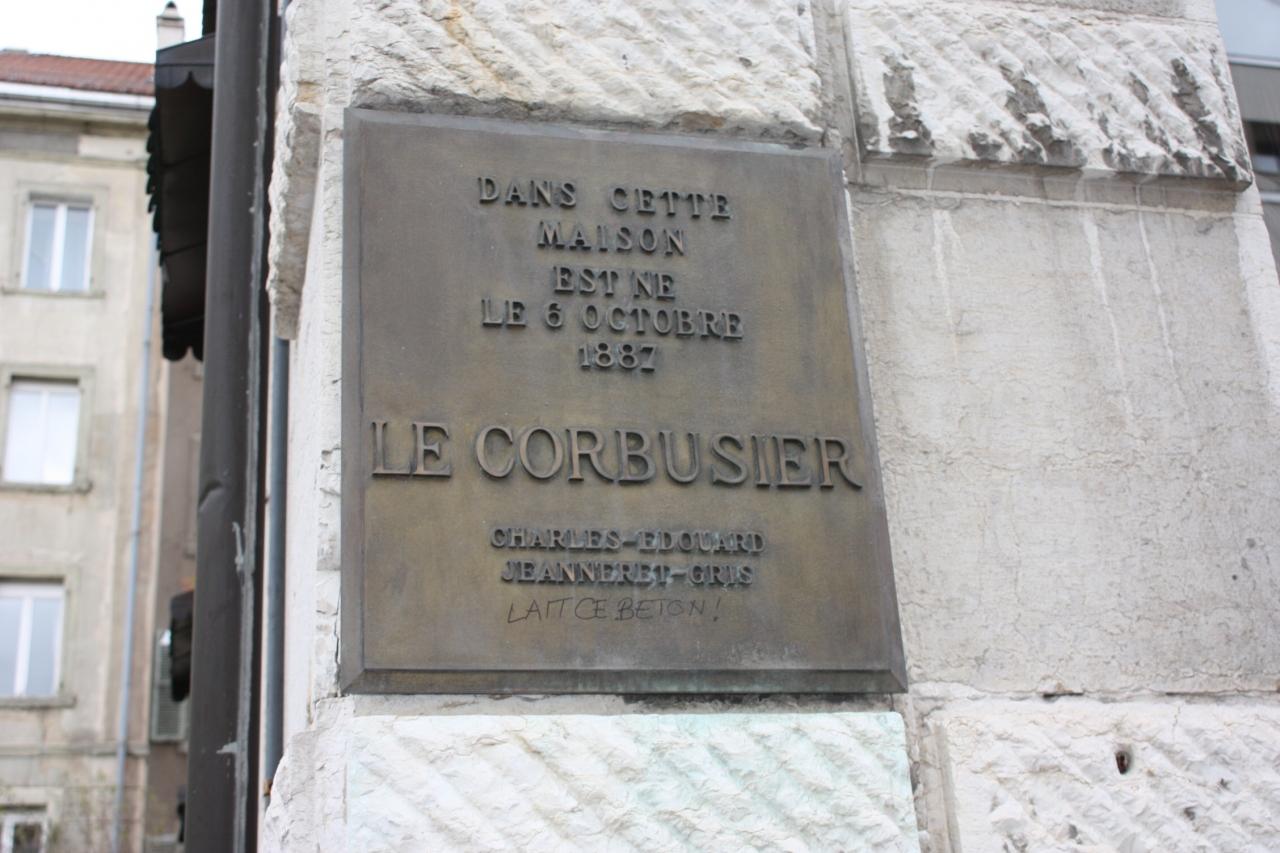 DANS CETTE
MAISON
EST NE
LE 6 OCTOBRE
1887
LE CORBUSIER
CHARLES-EDOUARD
JEANNERET-GRIS
LAIT CE BETON!